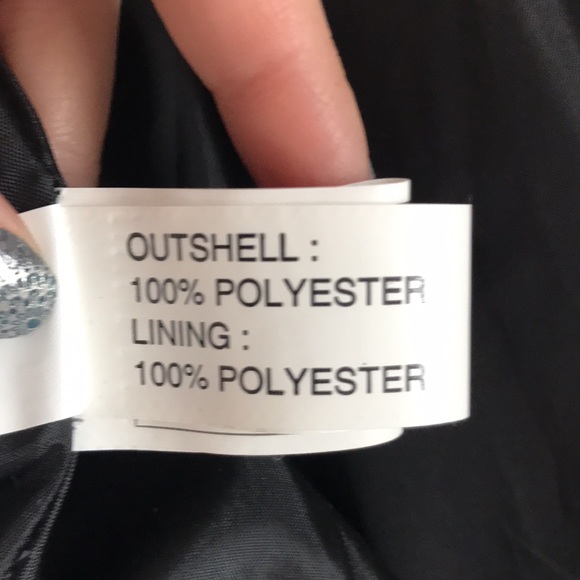 OUTSHELL :
100% POLYESTER
LINING :
100% POLYESTER